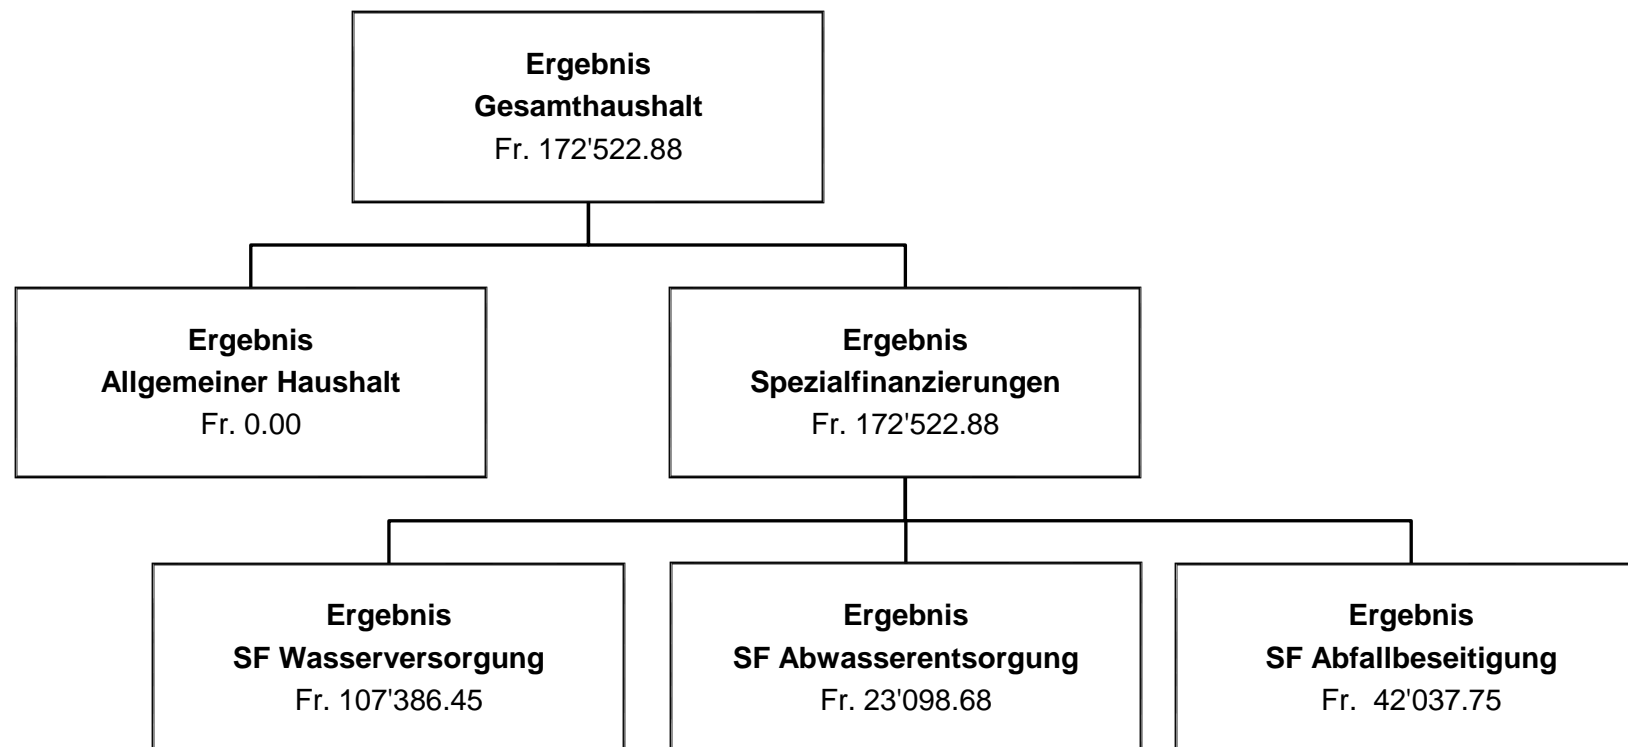 Ergebnis
Gesamthaushalt
Fr. 172'522.88
Ergebnis
Allgemeiner Haushalt
Fr. 0.00
Ergebnis
Spezialfinanzierungen
Fr. 172'522.88
Ergebnis
SF Wasserversorgung
Fr. 107'386.45
Ergebnis
SF Abwasserentsorgung
Fr. 23'098.68
Ergebnis
SF Abfallbeseitigung
Fr.  42'037.75